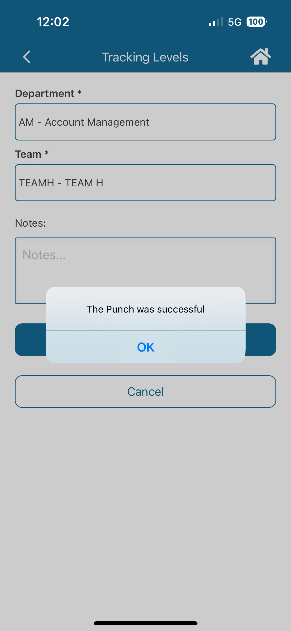 12:02
5G 100
Tracking Levels
Department *
AM - Account Management
Team *
TEAMH - TEAM H
Notes:
Notes...
The Punch was successful
OK
Cancel